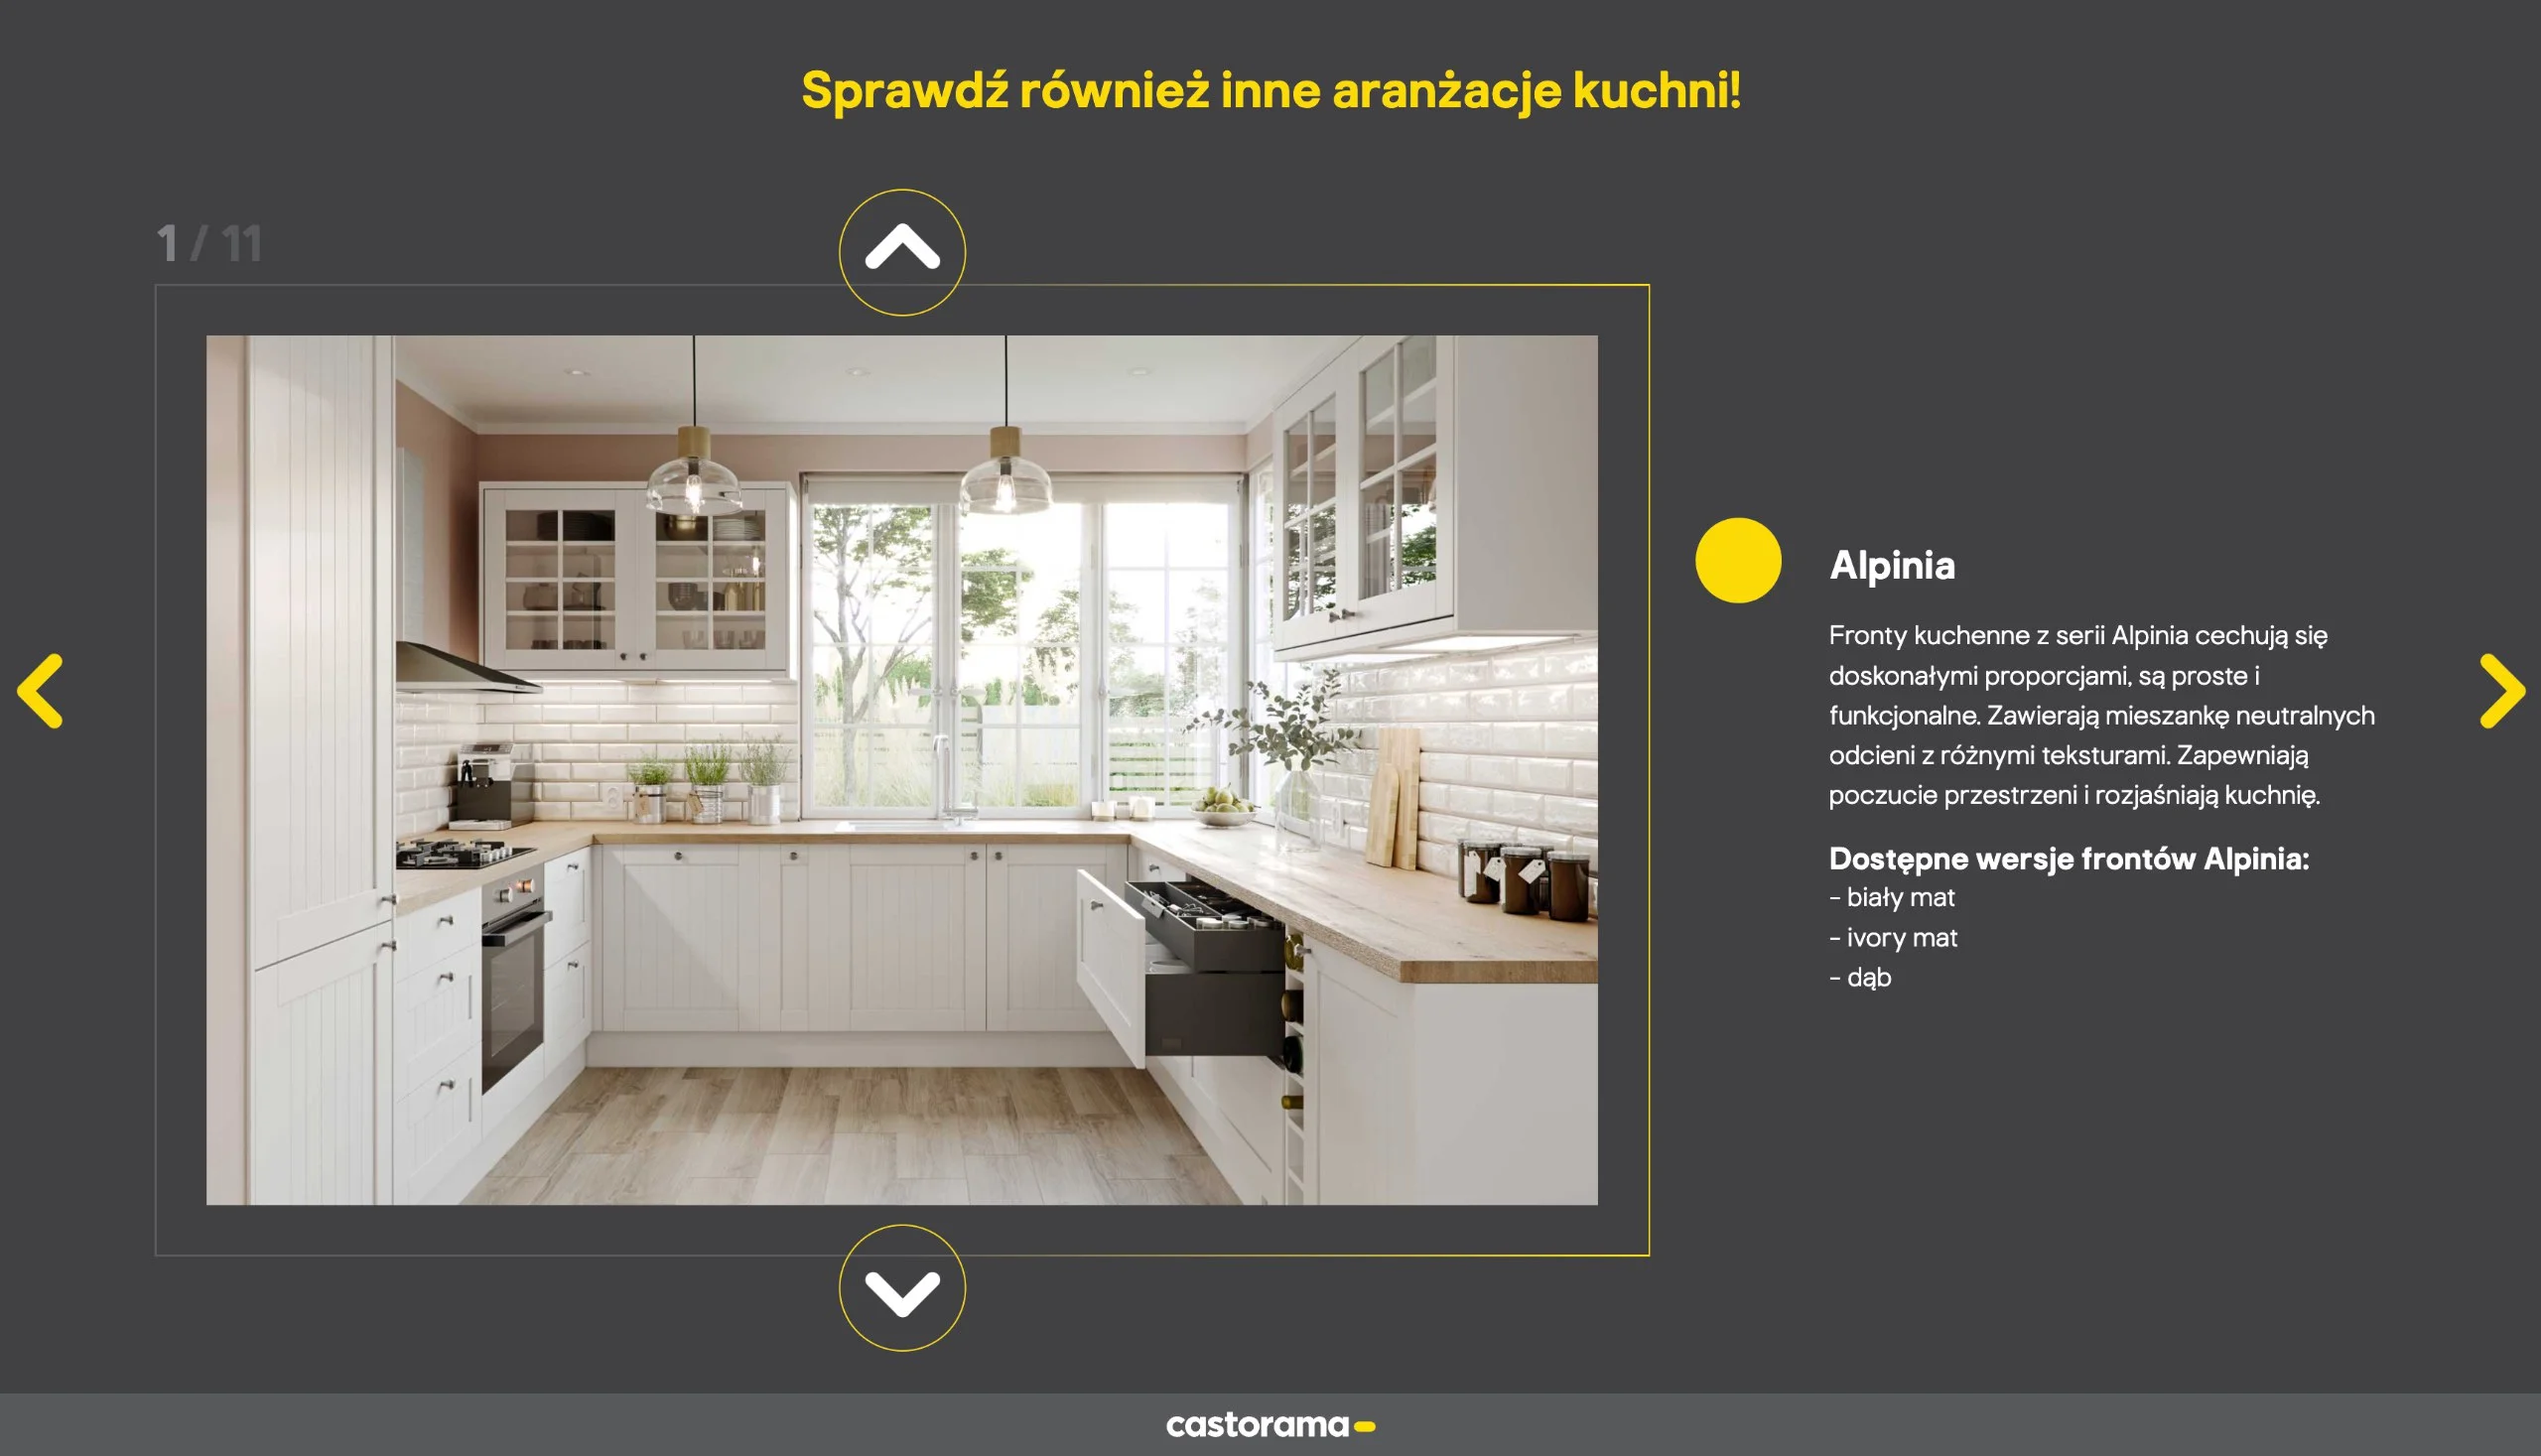 Sprawdź również inne aranżacje kuchni!
1 / 11
Alpinia
Fronty kuchenne z serii Alpinia cechują się
doskonałymi proporcjami, są proste i
funkcjonalne. Zawierają mieszankę neutralnych
odcieni z różnymi teksturami. Zapewniają
poczucie przestrzeni i rozjaśniają kuchnię.
Dostępne wersje frontów Alpinia:
- biały mat
- ivory mat
- dąb
castorama